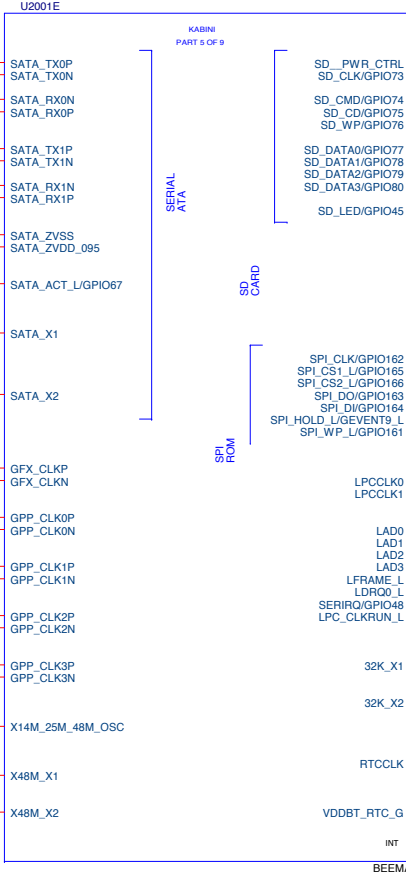 U2001E
KABINI
PART 5 OF 9
SATA_TX0P
SATA_TX0N
SATA_RX0N
SATA_RX0P
SATA_TX1P
SATA_TX1N
SATA_RX1N
SATA_RX1P
SATA_ZVSS
SATA_ZVDD_095
SATA_ACT_L/GPIO67
SATA_X1
SATA_X2
SERIAL
ATA
GFX_CLKP
GFX_CLKN
GPP_CLK0P
GPP_CLK0N
GPP_CLK1P
GPP_CLK1N
GPP_CLK2P
GPP_CLK2N
GPP_CLK3P
GPP_CLK3N
X14M_25M_48M_OSC
X48M_X1
X48M_X2
SD__PWR_CTRL
SD_CLK/GPIO73
SD_CMD/GPIO74
SD_CD/GPIO75
SD_WP/GPIO76
SD_DATA0/GPIO77
SD_DATA1/GPIO78
SD_DATA2/GPIO79
SD_DATA3/GPIO80
SD_LED/GPIO45
SD
CARD
SPI_CLK/GPIO162
SPI_CS1_L/GPIO165
SPI_CS2_L/GPIO166
SPI_DO/GPIO163
SPI_DI/GPIO164
SPI_HOLD_L/GEVENT9_L
SPI_WP_L/GPIO161
SPI
ROM
LPCCLK0
LPCCLK1
LAD0
LAD1
LAD2
LAD3
LFRAME_L
LDRQ0_L
SERIRQ/GPIO48
LPC_CLKRUN_L
32K_X1
32K_X2
RTCCLK
VDDBT_RTC_G
INT